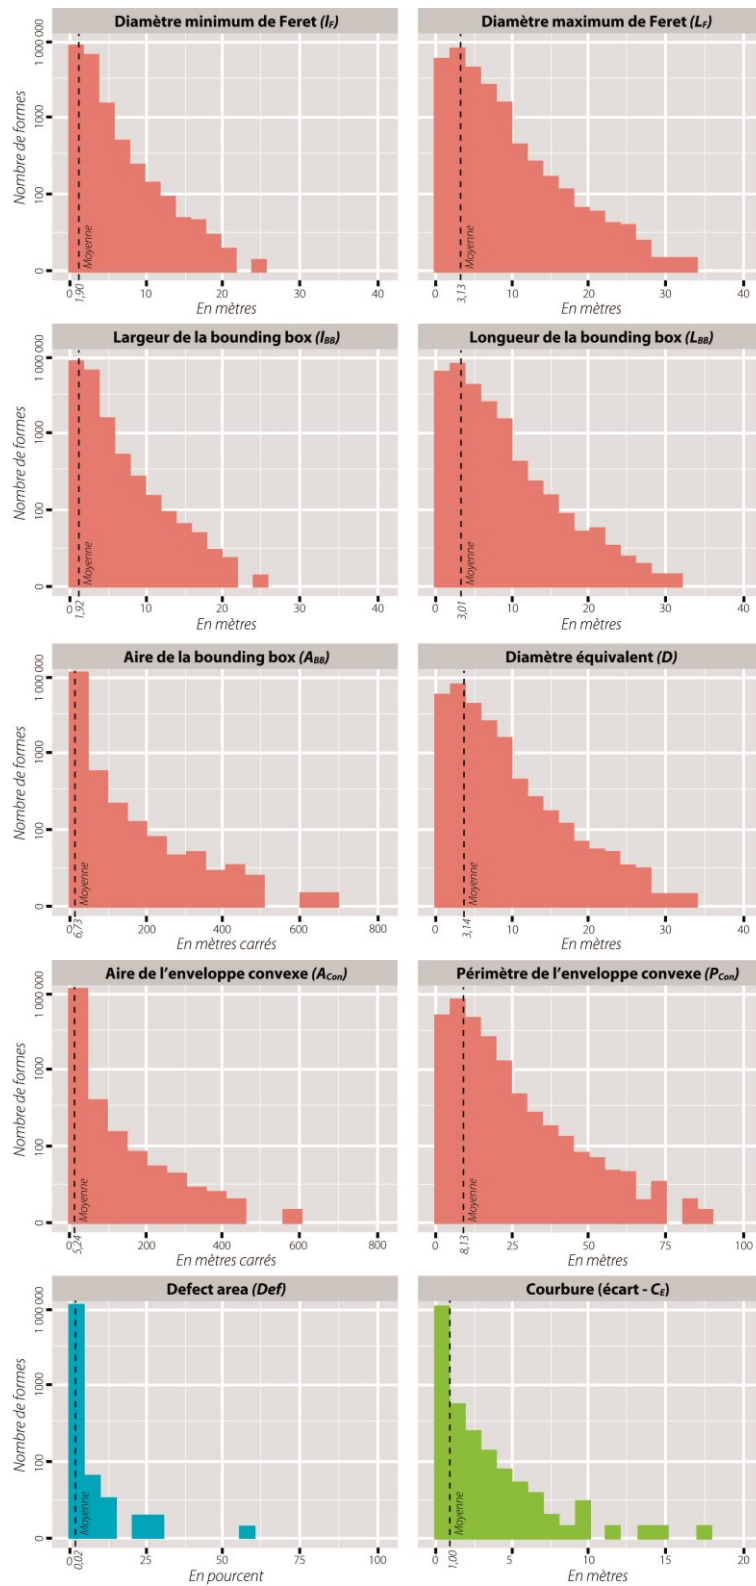 Diamètre minimum de Feret (lF)
Nombre de formes
1 000 000
1000
100
0
Moyenne
0
1,90
10
20
30
40
En mètres
Diamètre maximum de Feret (LF)
Moyenne
0
3,13
10
20
30
40
En mètres
Largeur de la bounding box (lBB)
Nombre de formes
1 000 000
1000
100
0
Moyenne
0
1,92
10
20
30
40
En mètres
Longueur de la bounding box (LBB)
Moyenne
0
3,01
10
20
30
40
En mètres
Aire de la bounding box (ABB)
Nombre de formes
1 000 000
1000
100
0
Moyenne
0
6,73
200
400
600
800
En mètres carrés
Diamètre équivalent (D)
Moyenne
0
3,14
10
20
30
40
En mètres
Aire de l’enveloppe convexe (ACon)
Nombre de formes
1 000 000
1000
100
0
Moyenne
0
5,24
200
400
600
800
En mètres carrés
Périmètre de l’enveloppe convexe (PCon)
Moyenne
0
8,13
25
50
75
100
En mètres
Defect area (Def)
Nombre de formes
1 000 000
1000
100
0
Moyenne
0
0,02
25
50
75
100
En pourcent
Courbure (écart - CE)
Moyenne
0
1,00
5
10
15
20
En mètres